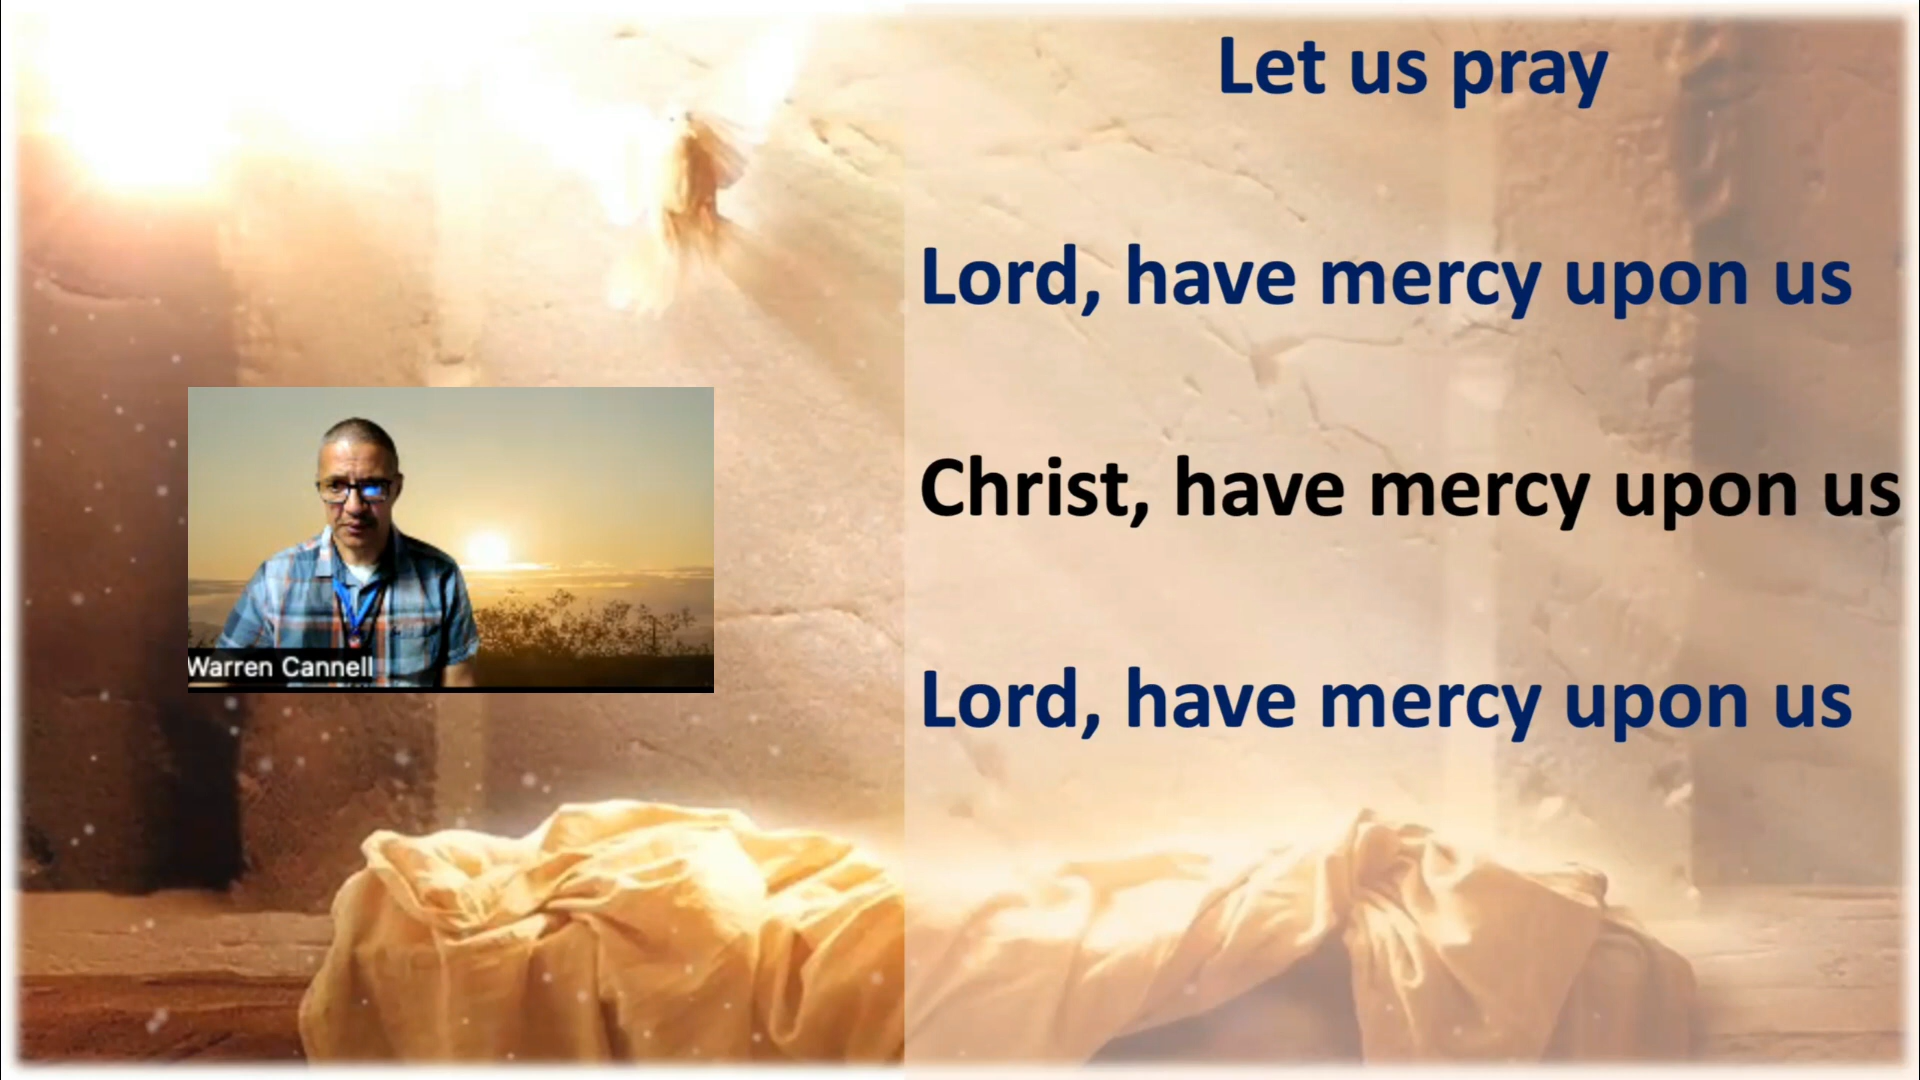 Let us pray
Lord, have mercy upon us
Christ, have mercy upon us
Lord, have mercy upon us
Warren Cannell